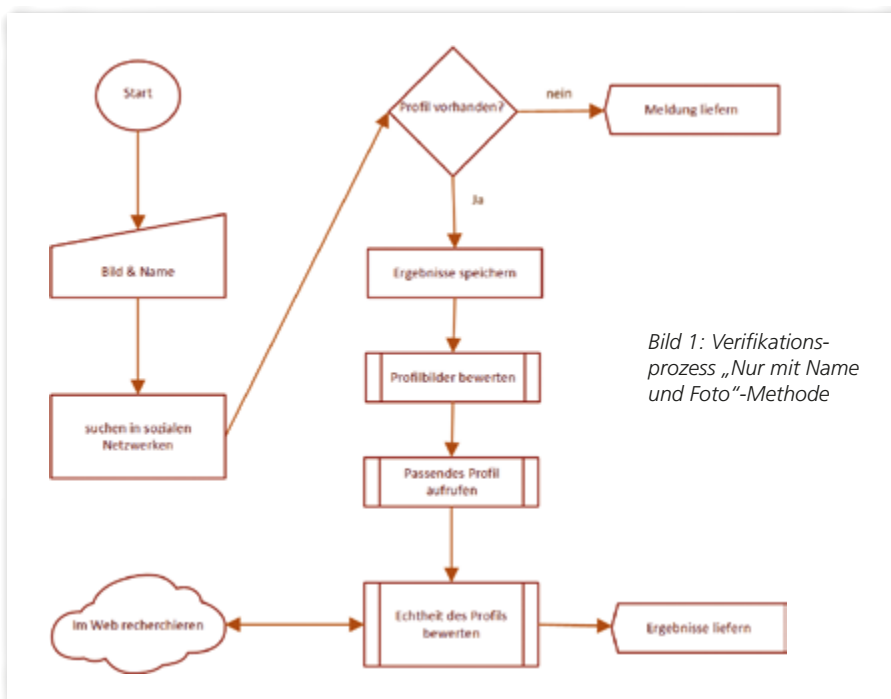 Start
Bild & Name
suchen in sozialen
Netzwerken
Profil vorhanden?
nein
Meldung liefern
Ja
Ergebnisse speichern
Profilbilder bewerten
Passendes Profil
aufrufen
Echtheit des Profils
bewerten
Im Web recherchieren
Ergebnisse liefern
Bild 1: Verifikations-
prozess „Nur mit Name
und Foto“-Methode